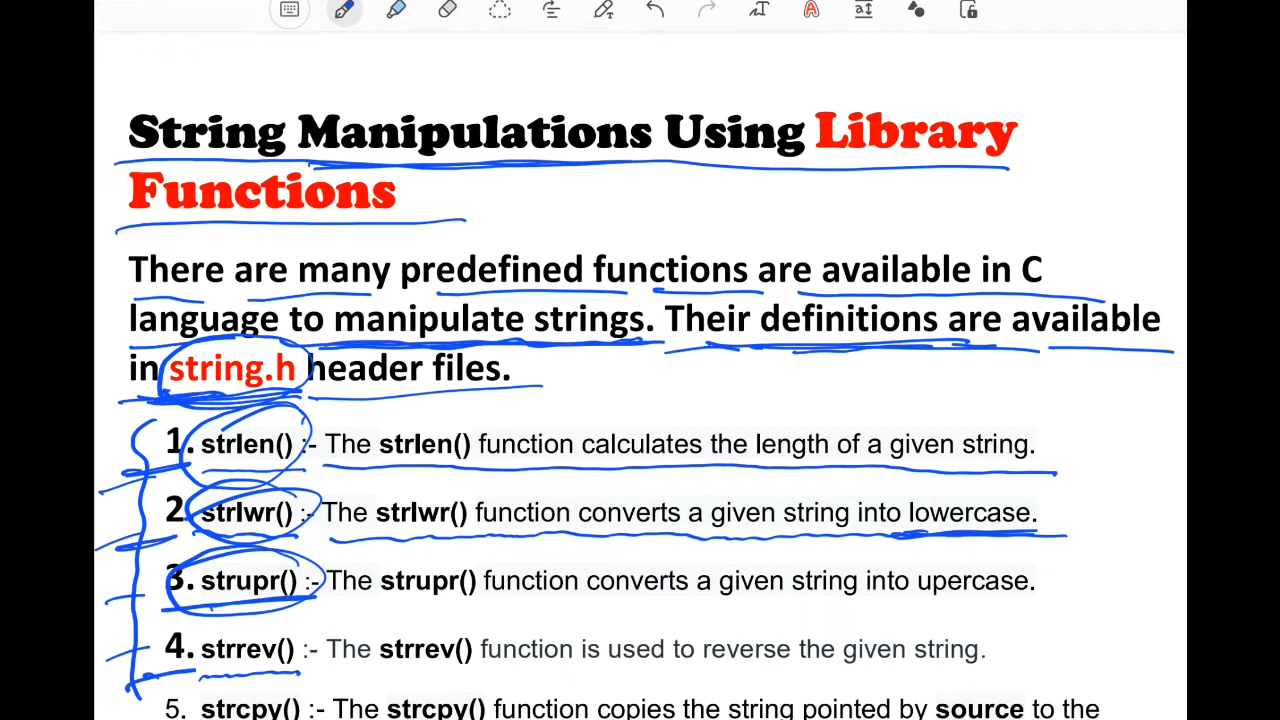 String Manipulations Using Library
Functions
There are many predefined functions are available in C
language to manipulate strings. Their definitions are available
in string.h header files.
1. strlen() :- The strlen() function calculates the length of a given string.
2. strlwr() :- The strlwr() function converts a given string into lowercase.
3. strupr() :- The strupr() function converts a given string into upercase.
4. strrev() :- The strrev() function is used to reverse the given string.
5. strcpy() :- The strcpy() function copies the string pointed by source to the